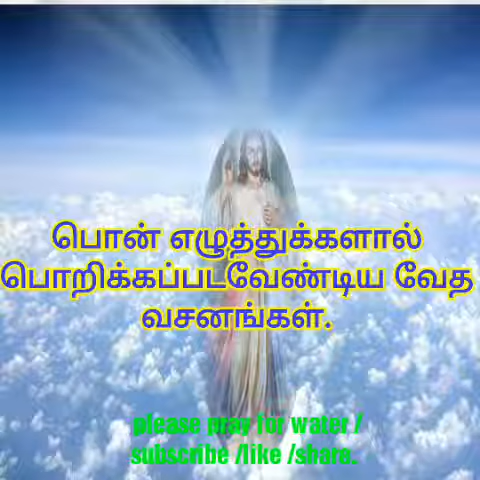 பொன் எழுத்துக்களால்
பொறிக்கப்படவேண்டிய வேத
வசனங்கள்.
please pray for water /
subscribe /like /share.